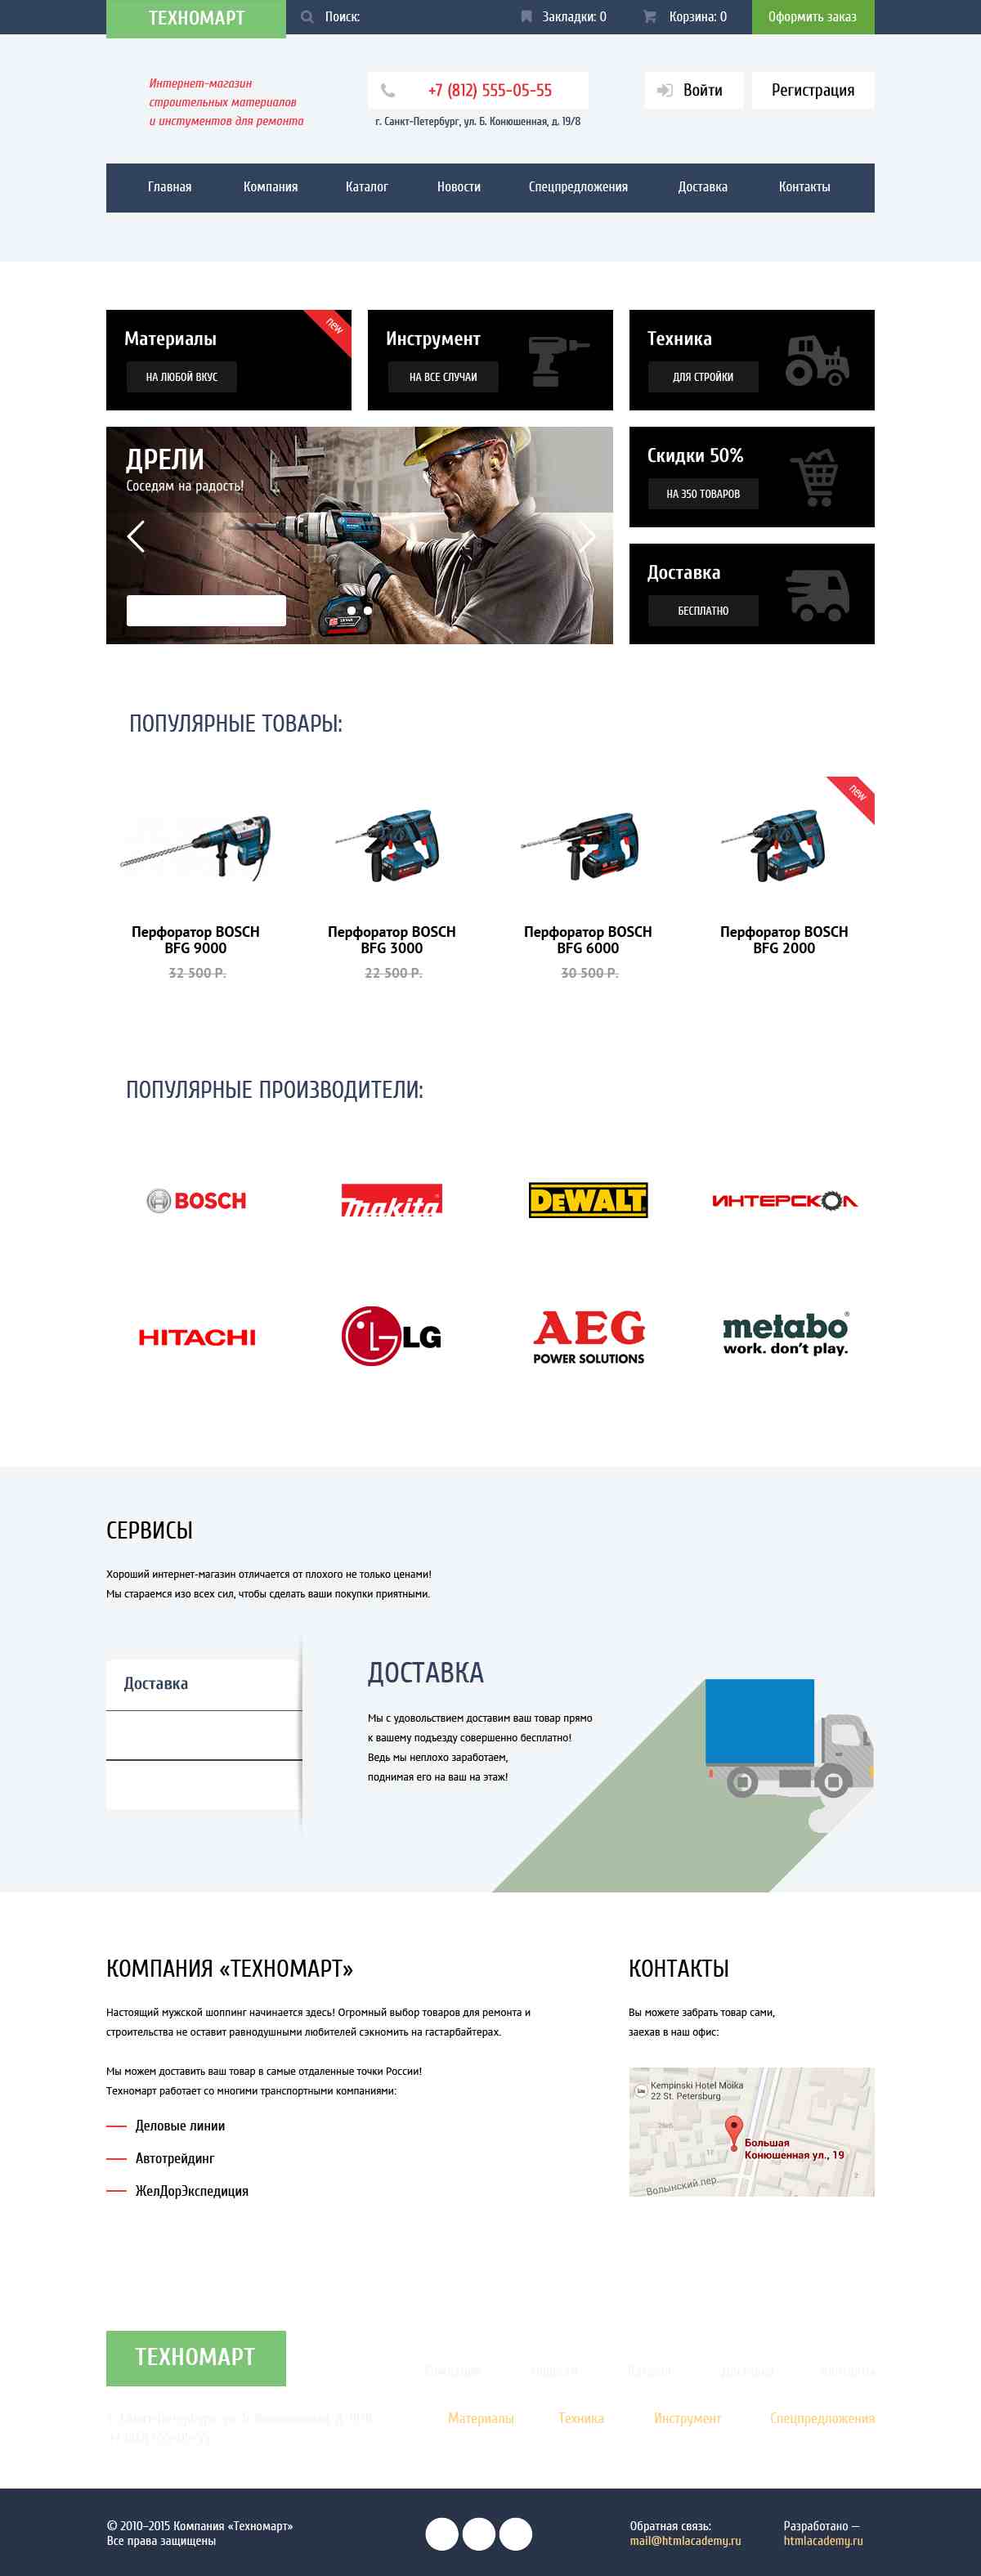 ТЕХНОМАРТ
Поиск:
Закладки: 0
Корзина: 0
Оформить заказ
Интернет-магазин
строительных материалов
и инстументов для ремонта
+7 (812) 555-05-55
г. Санкт-Петербург, ул. Б. Конюшенная, д. 19/8
Войти
Регистрация
Главная
Компания
Каталог
Новости
Спецпредложения
Доставка
Контакты
Материалы
НА ЛЮБОЙ ВКУС
new
Инструмент
НА ВСЕ СЛУЧАИ
Техника
ДЛЯ СТРОЙКИ
ДРЕЛИ
Соседям на радость!
Скидки 50%
НА 350 ТОВАРОВ
Доставка
БЕСПЛАТНО
ПОПУЛЯРНЫЕ ТОВАРЫ:
new
Перфоратор BOSCH
BFG 9000
32 500 Р.
Перфоратор BOSCH
BFG 3000
22 500 Р.
Перфоратор BOSCH
BFG 6000
30 500 Р.
Перфоратор BOSCH
BFG 2000
ПОПУЛЯРНЫЕ ПРОИЗВОДИТЕЛИ:
BOSCH
makita
DEWALT
ИНТЕРСКОЛ
HITACHI
LG
AEG
POWER SOLUTIONS
metabo®
work. don't play.
СЕРВИСЫ
Хороший интернет-магазин отличается от плохого не только ценами!
Мы стараемся изо всех сил, чтобы сделать ваши покупки приятными.
Доставка
ДОСТАВКА
Мы с удовольствием доставим ваш товар прямо
к вашему подъезду совершенно бесплатно!
Ведь мы неплохо заработаем,
поднимая его на ваш на этаж!
КОМПАНИЯ «ТЕХНОМАРТ»
Настоящий мужской шоппинг начинается здесь! Огромный выбор товаров для ремонта и
строительства не оставит равнодушными любителей сэкномить на гастарбайтерах.
Мы можем доставить ваш товар в самые отдаленные точки России!
Техномарт работает со многими транспортными компаниями:
Деловые линии
Автотрейдинг
ЖелДорЭкспедиция
КОНТАКТЫ
Вы можете забрать товар сами,
заехав в наш офис:
Kempinski Hotel Moika
22 St. Petersburg
Большая
Конюшенная ул., 19
17
2
Волынский пер.
ТЕХНОМАРТ
Материалы
Техника
Инструмент
Спецпредложения
© 2010–2015 Компания «Техномарт»
Все права защищены
Обратная связь:
mail@htmlacademy.ru
Разработано —
htmlacademy.ru